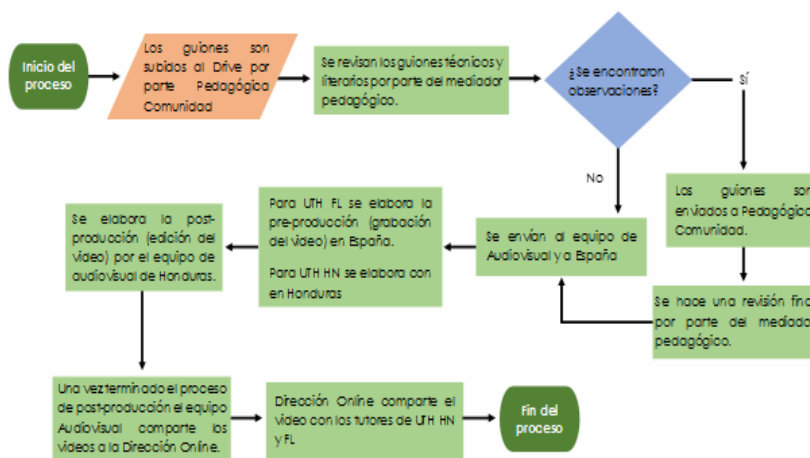 Inicio del
proceso
Los guiones son
subidos al Drive por
parte Pedagógica
Comunidad
Se revisan los guiones técnicos y
literarios por parte del mediador
pedagógico.
¿Se encontraron
observaciones?
Sí
No
Los guiones son
enviados a Pedagógica
Comunidad.
Se hace una revisión fina
por parte del mediador
pedagógico.
Se envían al equipo de
Audiovisual y a España
Para UTH FL se elabora la
pre-producción (grabación
del video) en España.
Para UTH HN se elabora con
en Honduras
Se elabora la post-
producción (edición del
video) por el equipo de
audiovisual de Honduras.
Una vez terminado el proceso
de post-producción el equipo
Audiovisual comparte los
videos a la Dirección Online.
Dirección Online comparte el
video con los tutores de UTH HN
y FL
Fin del
proceso